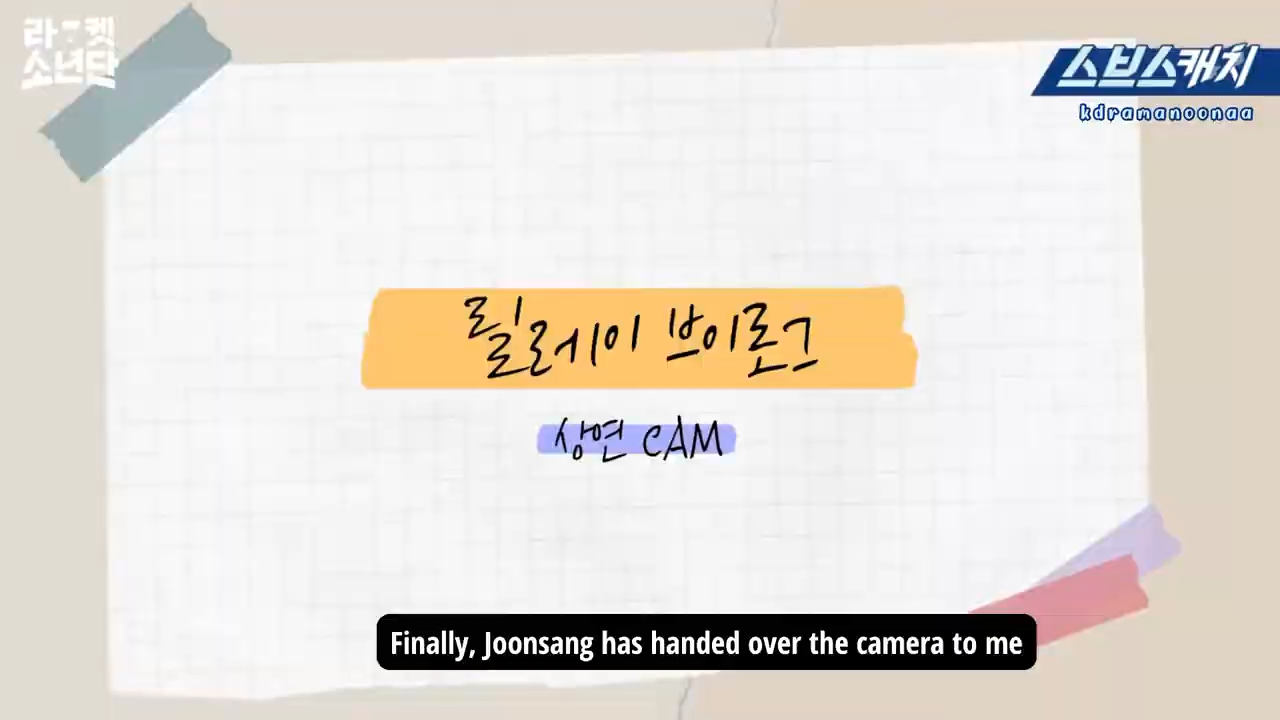 라켓
소년단
스브스캐치
kdramanoonaa
릴레이 브이로그
상연 CAM
Finally, Joonsang has handed over the camera to me